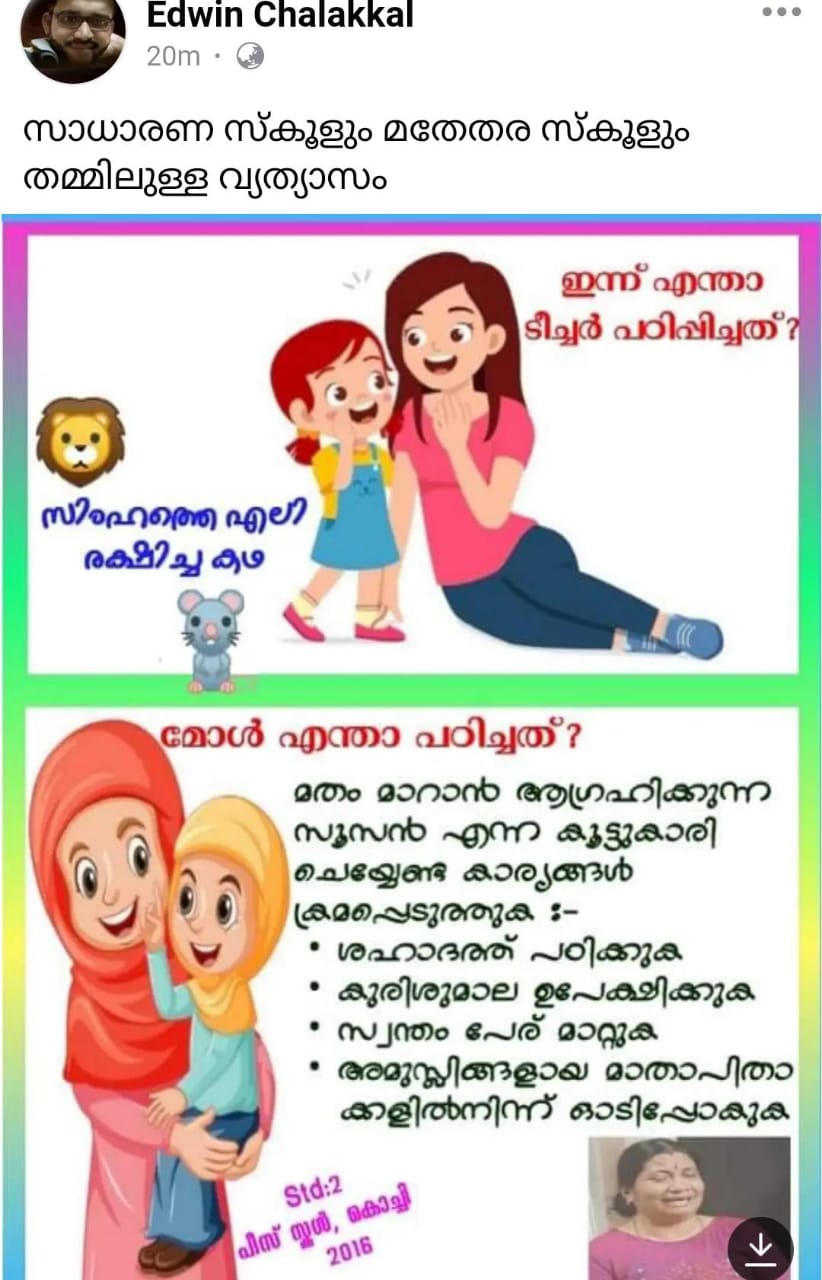 Edwin Chalakkal
20m ·
സാധാരണ സ്കൂളും മതേതര സ്കൂളും
തമ്മിലുള്ള വ്യത്യാസം
ഇന്ന് എന്താ
ടീച്ചർ പഠിപ്പിച്ചത്?
സിംഹത്തെ എലി
രക്ഷിച്ച കഥ
മോൾ എന്താ പഠിച്ചത്?
മതം മാറാൻ ആഗ്രഹിക്കുന്ന
സൂസൻ എന്ന കൂട്ടുകാരി
ചെയ്യേണ്ട കാര്യങ്ങൾ
ക്രമപ്പെടുത്തുക :-
• ശഹാദത്ത് പഠിക്കുക
• കുരിശുമാല ഉപേക്ഷിക്കുക
• സ്വന്തം പേര് മാറ്റുക
• അമുസ്ലിങ്ങളായ മാതാപിതാ
ക്കളിൽനിന്ന് ഓടിപ്പോകുക
Std:2
പീസ് സ്കൂൾ, കൊച്ചി
2016